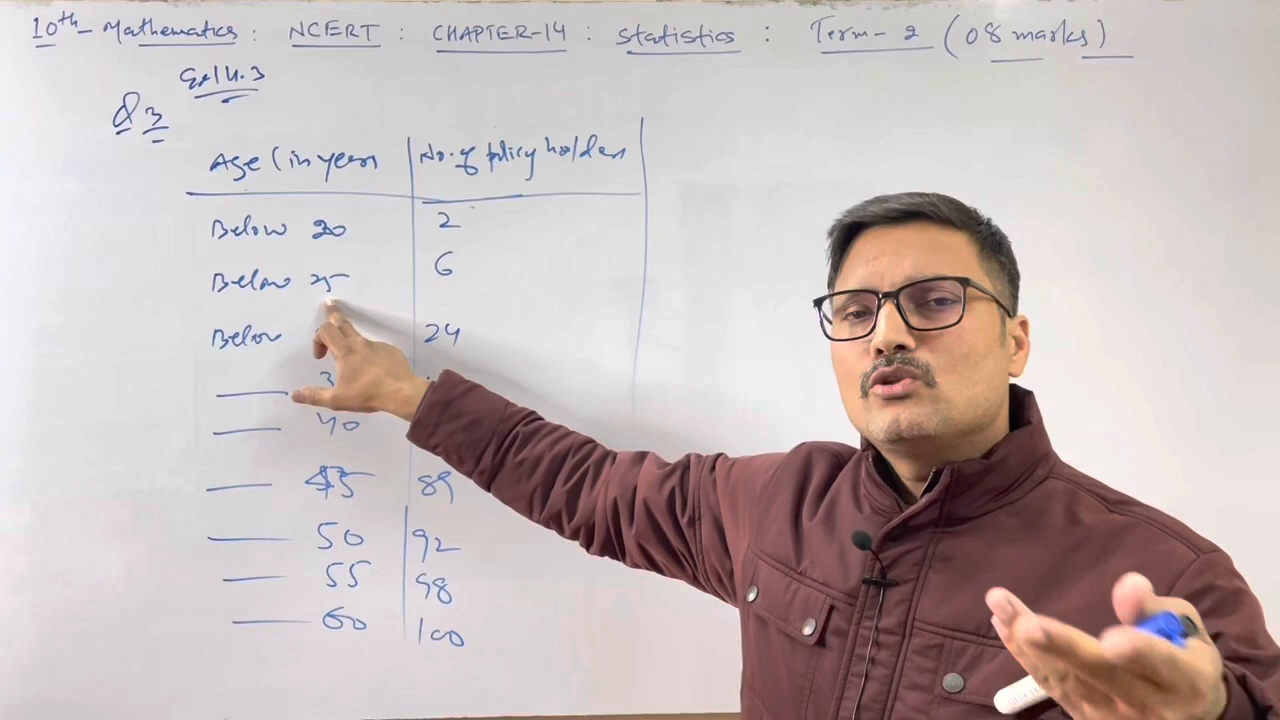 10th Mathematics : NCERT : CHAPTER-14 : Statistics : Term-2 (08 marks)
Ex 14.3
Q3
Age (in years No. of policy holders
Below 20 2
Below 25 6
Below 24
3
40
45 89
50 92
55 98
60 100